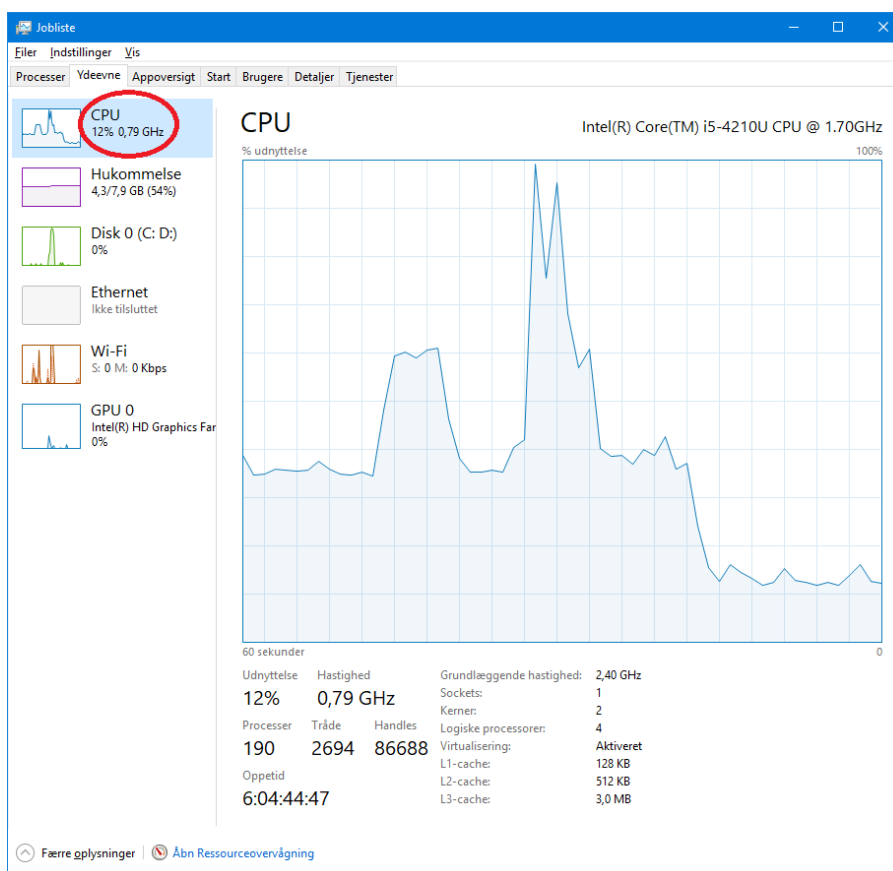 Jobliste
Filer Indstillinger Vis
Processer Ydeevne Appoversigt Start Brugere Detaljer Tjenester
CPU
12% 0,79 GHz
Hukommelse
4,3/7,9 GB (54%)
Disk 0 (C: D:)
0%
Ethernet
Ikke tilsluttet
Wi-Fi
S: 0 M: 0 Kbps
GPU 0
Intel(R) HD Graphics Far
0%
CPU Intel(R) Core(TM) i5-4210U CPU @ 1.70GHz
% udnyttelse 100%
60 sekunder 0
Udnyttelse Hastighed
12% 0,79 GHz
Processer Tråde Handles
190 2694 86688
Oppetid
6:04:44:47
Grundlæggende hastighed: 2,40 GHz
Sockets: 1
Kerner: 2
Logiske processorer: 4
Virtualisering: Aktiveret
L1-cache: 128 KB
L2-cache: 512 KB
L3-cache: 3,0 MB
Færre oplysninger Åbn Ressourceovervågning